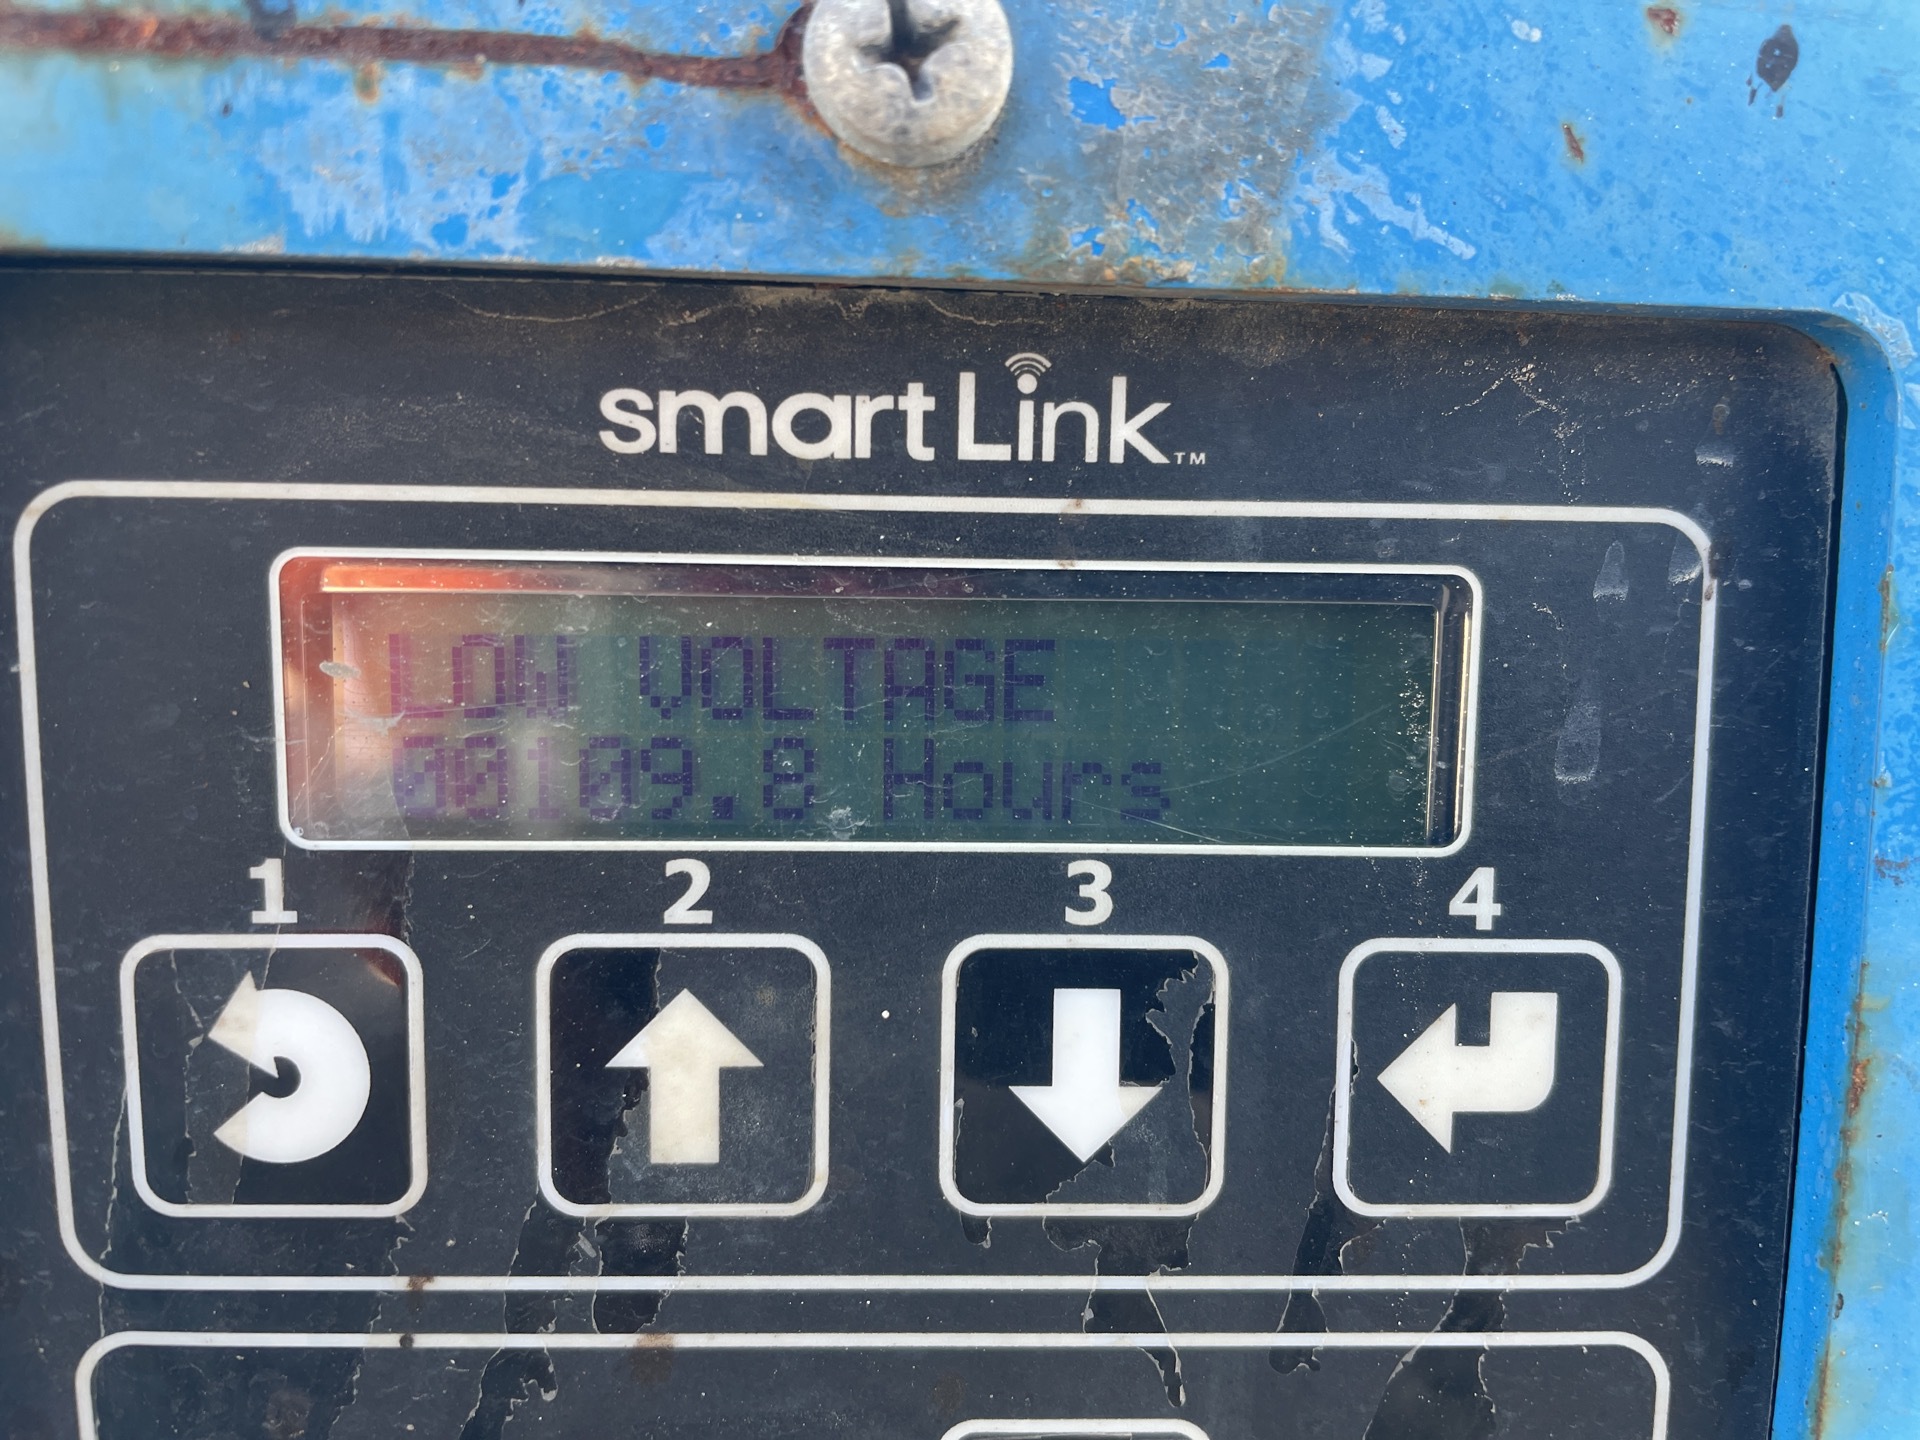 smart Link™
LOW VOLTAGE
00109.8 Hours
1 2 3 4